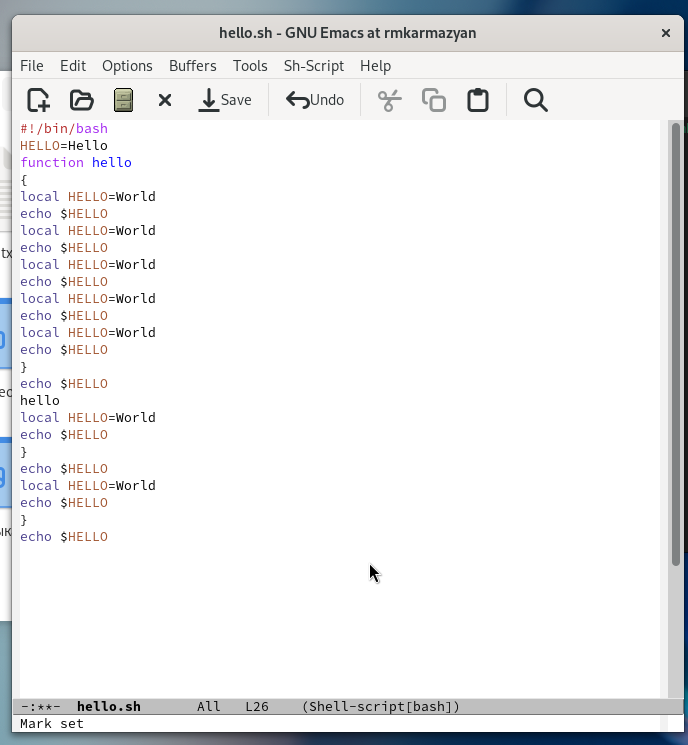 hello.sh - GNU Emacs at rmkarmazyan ×
File Edit Options Buffers Tools Sh-Script Help
Save Undo
#!/bin/bash
HELLO=Hello
function hello
{
local HELLO=World
echo $HELLO
local HELLO=World
echo $HELLO
local HELLO=World
echo $HELLO
local HELLO=World
echo $HELLO
local HELLO=World
echo $HELLO
}
echo $HELLO
hello
local HELLO=World
echo $HELLO
}
echo $HELLO
local HELLO=World
echo $HELLO
}
echo $HELLO
-:**- hello.sh All L26 (Shell-script[bash])
Mark set